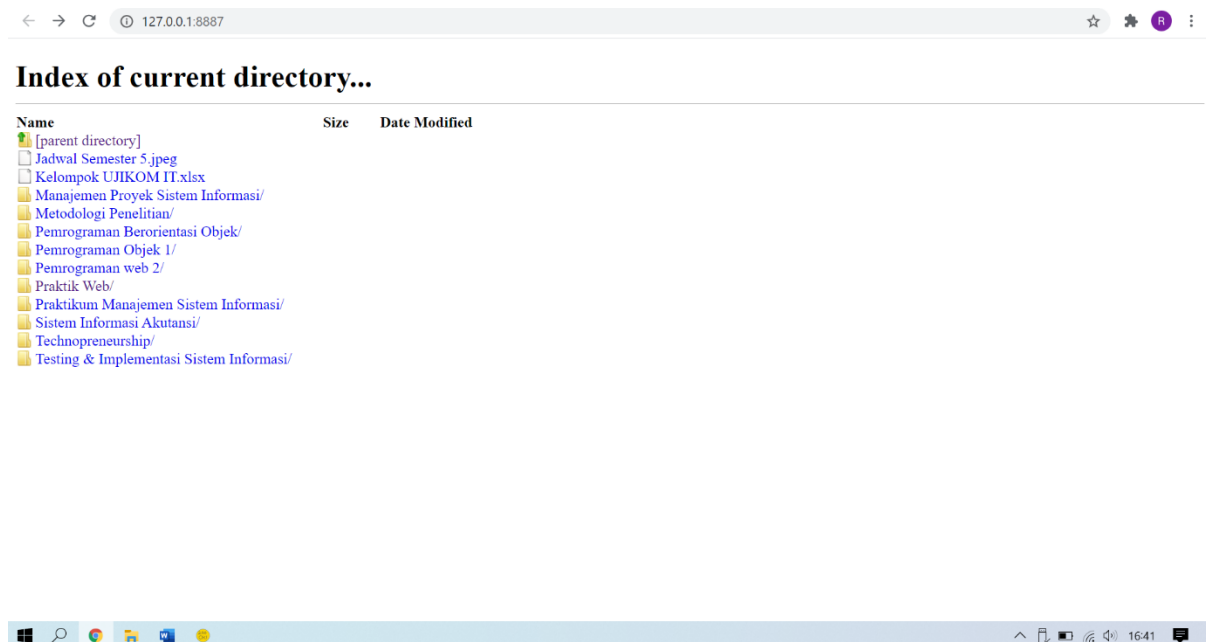 127.0.0.1:8887
R
Index of current directory...
Name Size Date Modified
[parent directory]
Jadwal Semester 5.jpeg
Kelompok UJIKOM IT.xlsx
Manajemen Proyek Sistem Informasi/
Metodologi Penelitian/
Pemrograman Berorientasi Objek/
Pemrograman Objek 1/
Pemrograman web 2/
Praktik Web/
Praktikum Manajemen Sistem Informasi/
Sistem Informasi Akutansi/
Technopreneurship/
Testing & Implementasi Sistem Informasi/
16:41